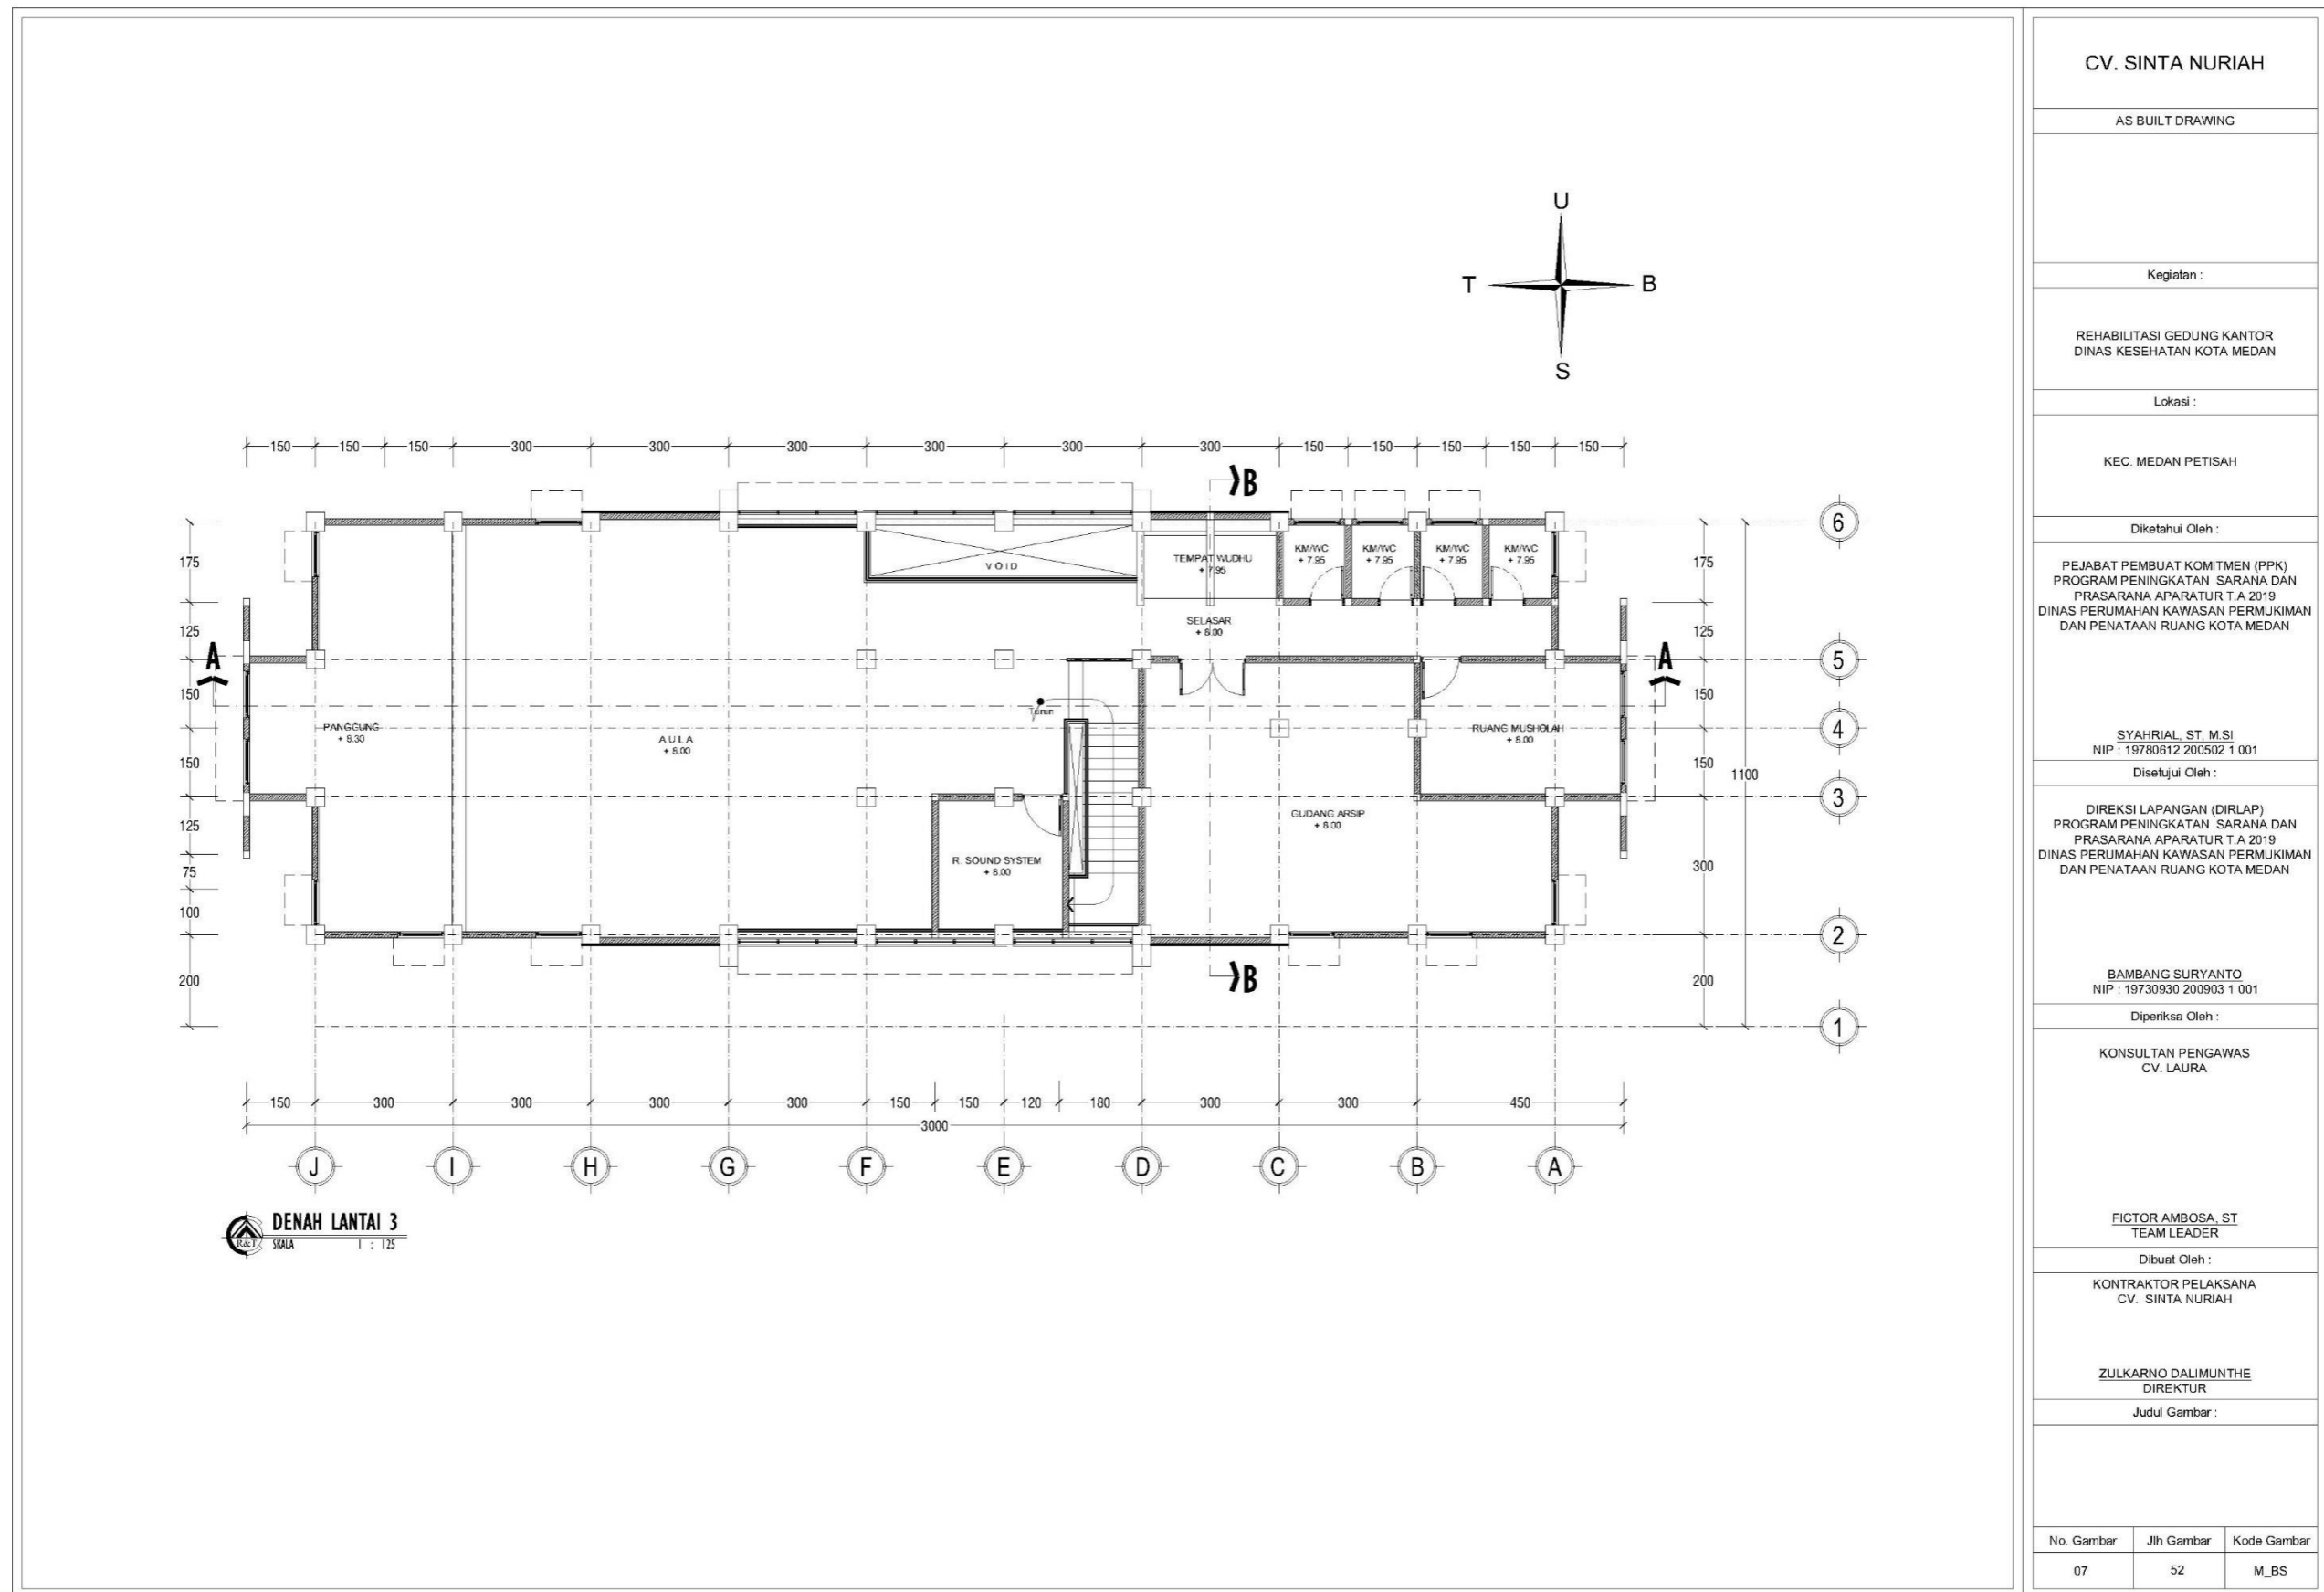 U
T
B
S
150
150
150
300
300
300
300
300
300
150
150
150
150
150
B
6
175
125
150
150
125
75
100
200
175
125
150
150
300
200
1100
A
A
5
4
3
2
1
KM/WC
+ 7.95
KM/WC
+ 7.95
KM/WC
+ 7.95
KM/WC
+ 7.95
TEMPAT WUDHU
+ 7.95
VOID
SELASAR
+ 8.00
Turun
PANGGUNG
+ 8.30
AULA
+ 8.00
RUANG MUSHOLAH
+ 8.00
GUDANG ARSIP
+ 8.00
R. SOUND SYSTEM
+ 8.00
B
150
300
300
300
300
150
150
120
180
300
300
450
3000
J
I
H
G
F
E
D
C
B
A
R&T
DENAH LANTAI 3
SKALA 1 : 125
CV. SINTA NURIAH
AS BUILT DRAWING
Kegiatan :
REHABILITASI GEDUNG KANTOR
DINAS KESEHATAN KOTA MEDAN
Lokasi :
KEC. MEDAN PETISAH
Diketahui Oleh :
PEJABAT PEMBUAT KOMITMEN (PPK)
PROGRAM PENINGKATAN SARANA DAN
PRASARANA APARATUR T.A 2019
DINAS PERUMAHAN KAWASAN PERMUKIMAN
DAN PENATAAN RUANG KOTA MEDAN
SYAHRIAL, ST, M.SI
NIP : 19780612 200502 1 001
Disetujui Oleh :
DIREKSI LAPANGAN (DIRLAP)
PROGRAM PENINGKATAN SARANA DAN
PRASARANA APARATUR T.A 2019
DINAS PERUMAHAN KAWASAN PERMUKIMAN
DAN PENATAAN RUANG KOTA MEDAN
BAMBANG SURYANTO
NIP : 19730930 200903 1 001
Diperiksa Oleh :
KONSULTAN PENGAWAS
CV. LAURA
FICTOR AMBOSA, ST
TEAM LEADER
Dibuat Oleh :
KONTRAKTOR PELAKSANA
CV. SINTA NURIAH
ZULKARNO DALIMUNTHE
DIREKTUR
Judul Gambar :
No. Gambar
Jlh Gambar
Kode Gambar
07
52
M_BS